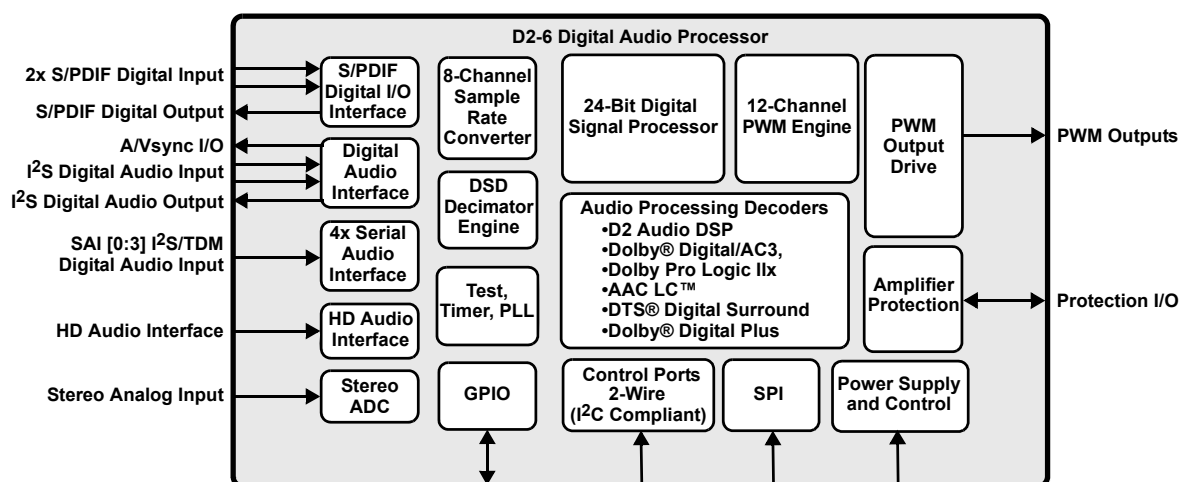 D2-6 Digital Audio Processor
2x S/PDIF Digital Input
S/PDIF Digital Output
A/Vsync I/O
I2S Digital Audio Input
I2S Digital Audio Output
SAI [0:3] I2S/TDM
Digital Audio Input
HD Audio Interface
Stereo Analog Input
S/PDIF
Digital I/O
Interface
Digital
Audio
Interface
4x Serial
Audio
Interface
HD Audio
Interface
Stereo
ADC
8-Channel
Sample
Rate
Converter
DSD
Decimator
Engine
Test,
Timer, PLL
GPIO
24-Bit Digital
Signal Processor
12-Channel
PWM Engine
Audio Processing Decoders
•D2 Audio DSP
•Dolby® Digital/AC3,
•Dolby Pro Logic IIx
•AAC LC™
•DTS® Digital Surround
•Dolby® Digital Plus
Control Ports
2-Wire
(I2C Compliant)
SPI
PWM
Output
Drive
Amplifier
Protection
Power Supply
and Control
PWM Outputs
Protection I/O